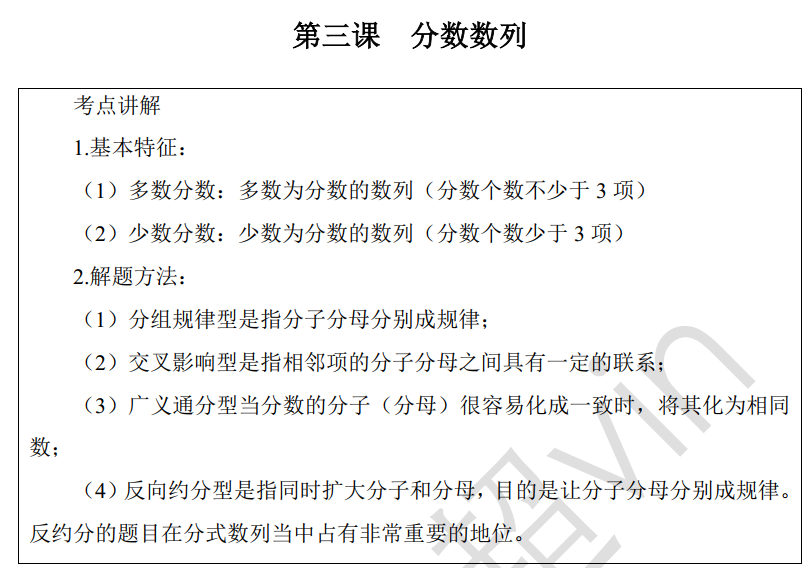 第三课 分数数列
考点讲解
1.基本特征：
（1）多数分数：多数为分数的数列（分数个数不少于 3 项）
（2）少数分数：少数为分数的数列（分数个数少于 3 项）
2.解题方法：
（1）分组规律型是指分子分母分别成规律；
（2）交叉影响型是指相邻项的分子分母之间具有一定的联系；
（3）广义通分型当分数的分子（分母）很容易化成一致时，将其化为相同
数；
（4）反向约分型是指同时扩大分子和分母，目的是让分子分母分别成规律。
反约分的题目在分式数列当中占有非常重要的地位。
超vin